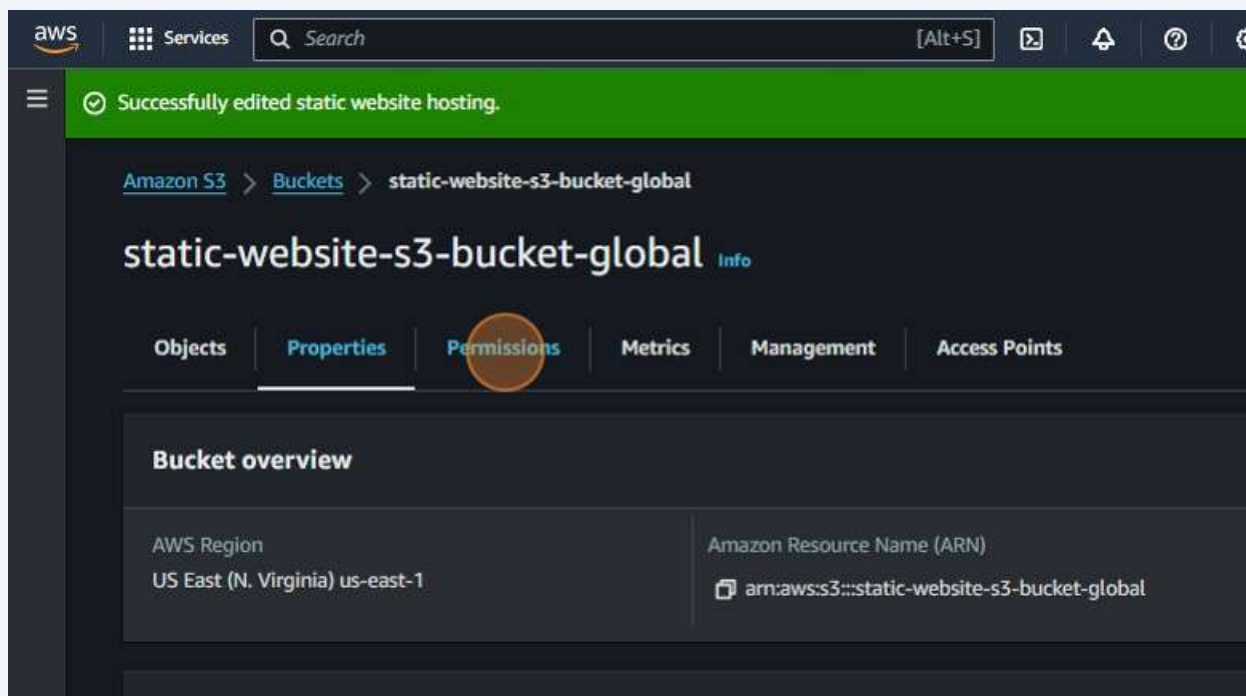 aws Services Search [Alt+S]
Successfully edited static website hosting.
Amazon S3 > Buckets > static-website-s3-bucket-global
static-website-s3-bucket-global Info
Objects Properties Permissions Metrics Management Access Points
Bucket overview
AWS Region Amazon Resource Name (ARN)
US East (N. Virginia) us-east-1 arn:aws:s3:::static-website-s3-bucket-global